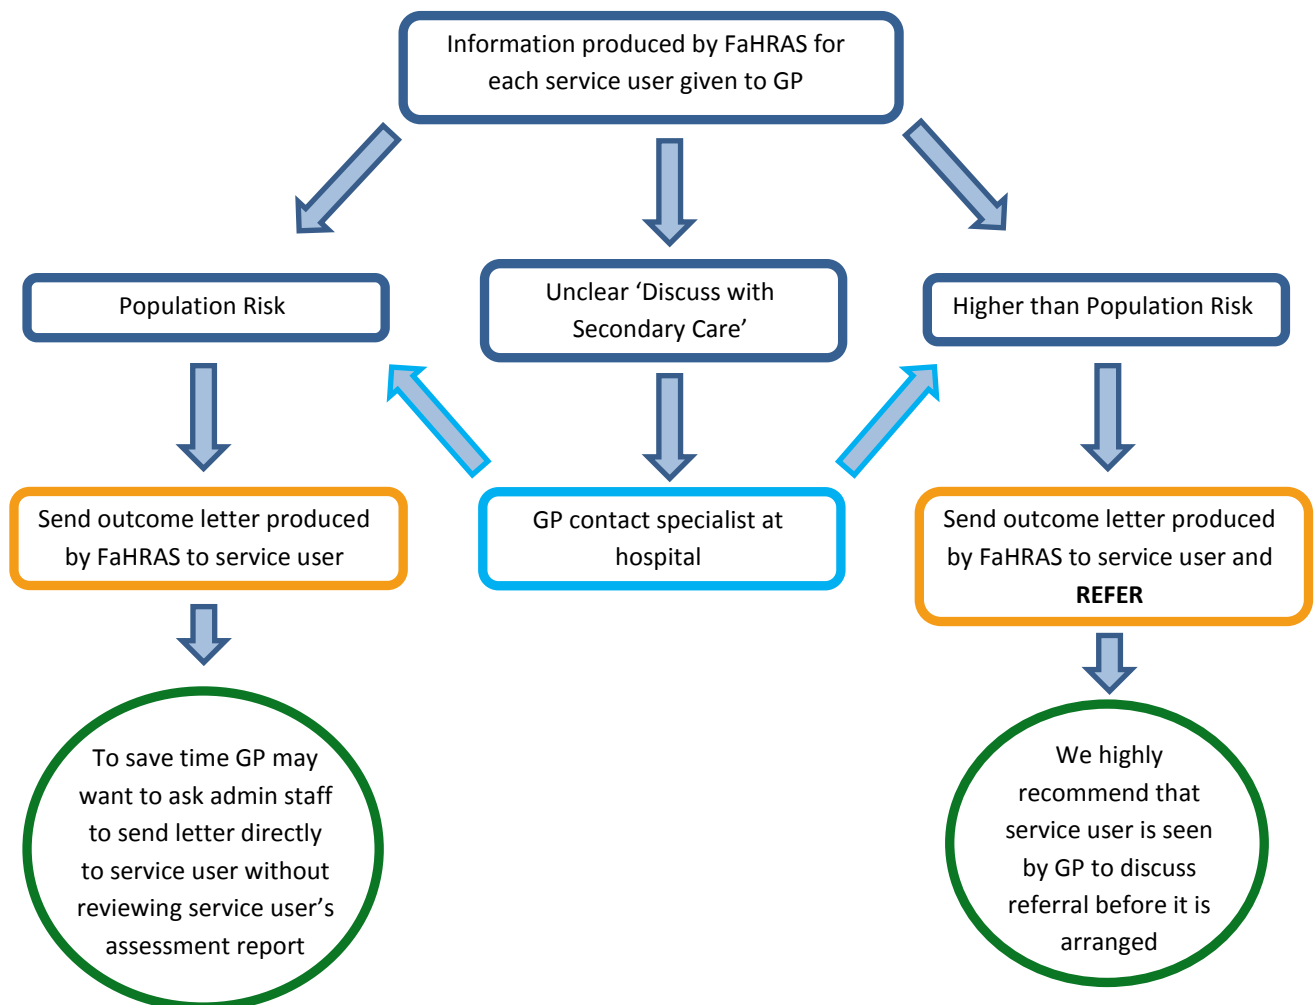 Information produced by FaHRAS for
each service user given to GP
Population Risk
Unclear ‘Discuss with
Secondary Care’
Higher than Population Risk
Send outcome letter produced
by FaHRAS to service user
GP contact specialist at
hospital
Send outcome letter produced
by FaHRAS to service user and
REFER
To save time GP may
want to ask admin staff
to send letter directly
to service user without
reviewing service user’s
assessment report
We highly
recommend that
service user is seen
by GP to discuss
referral before it is
arranged